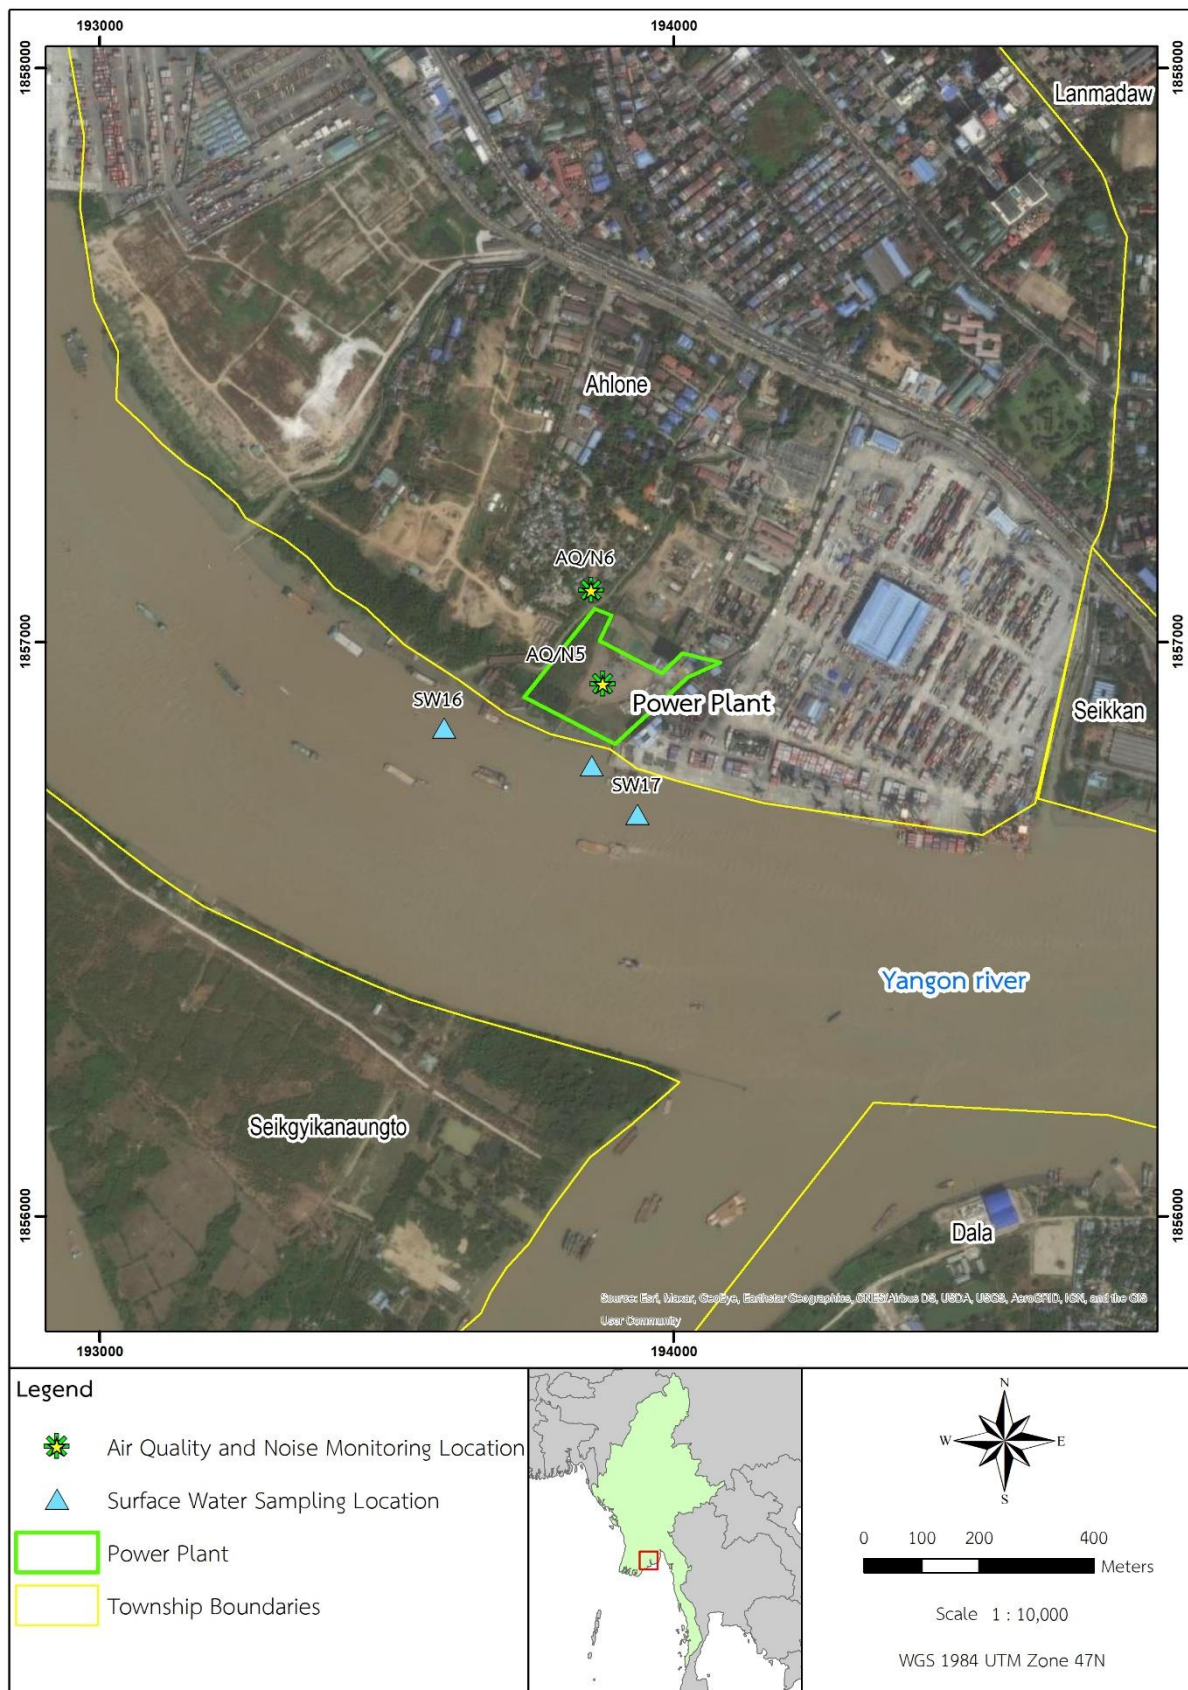 193000
194000
1858000
1858000
Lanmadaw
Ahlone
AQ/N6
1857000
1857000
AQ/N5
SW16
Power Plant
Seikkan
SW17
Yangon river
Seikgyikanaungto
1856000
1856000
Dala
Source: Esri, Maxar, GeoEye, Earthstar Geographics, CNES/Airbus DS, USDA, USGS, AeroGRID, IGN, and the GIS
User Community
193000
194000
Legend
Air Quality and Noise Monitoring Location
Surface Water Sampling Location
Power Plant
Township Boundaries
N
W
E
S
0 100 200 400
Meters
Scale 1 : 10,000
WGS 1984 UTM Zone 47N